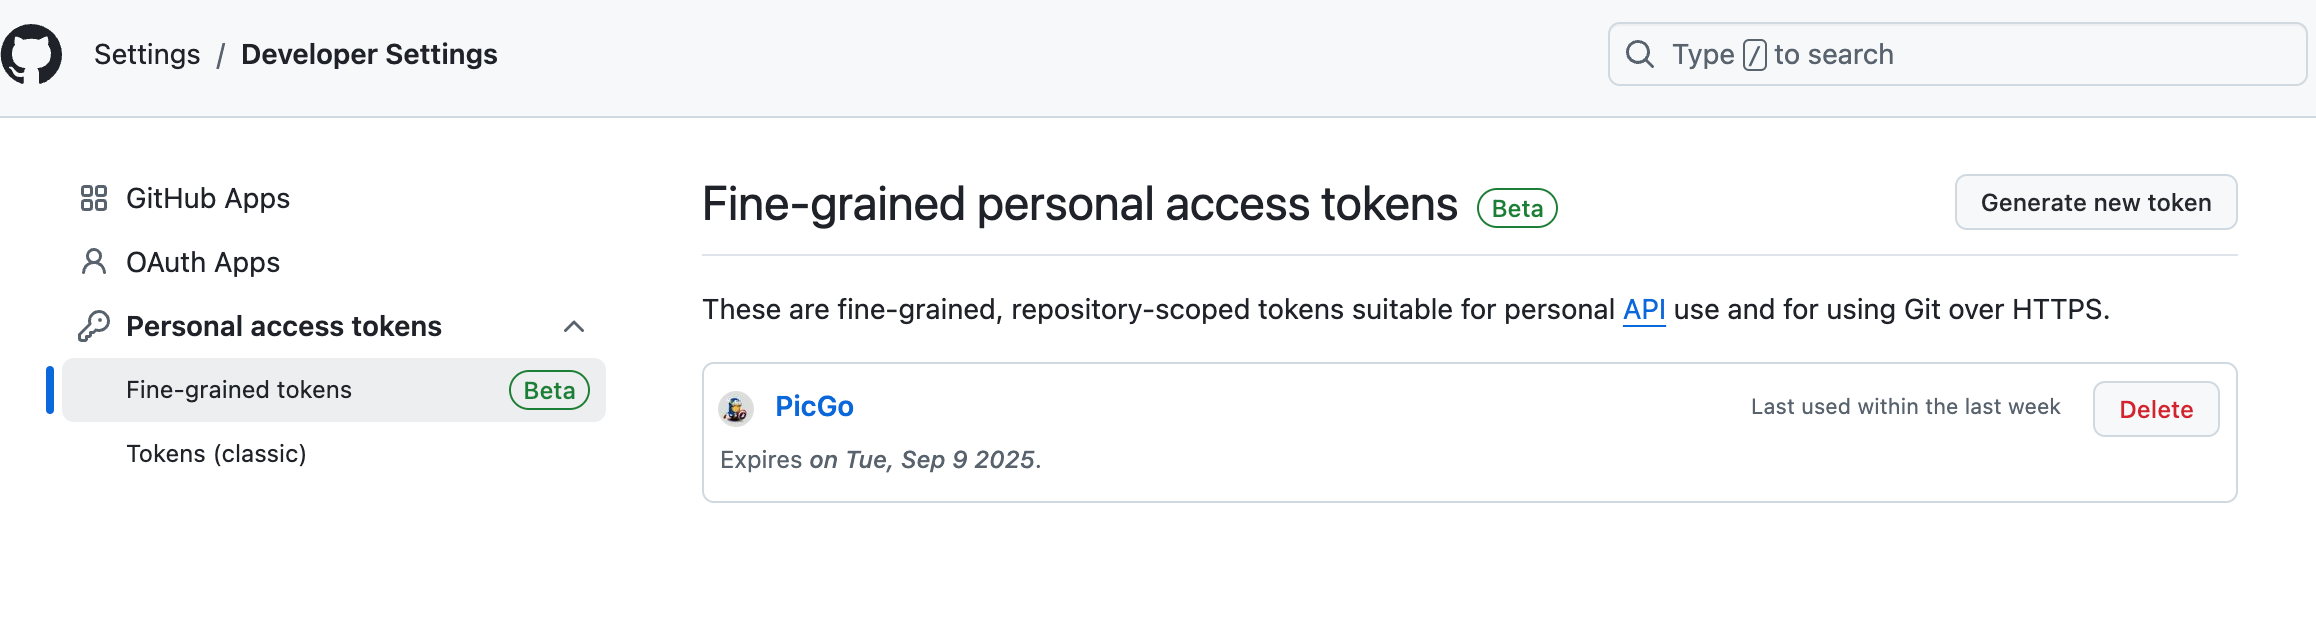 Settings / Developer Settings
Type / to search
GitHub Apps
OAuth Apps
Personal access tokens
Fine-grained tokens Beta
Tokens (classic)
Fine-grained personal access tokens Beta
Generate new token
These are fine-grained, repository-scoped tokens suitable for personal API use and for using Git over HTTPS.
PicGo
Last used within the last week
Delete
Expires on Tue, Sep 9 2025.